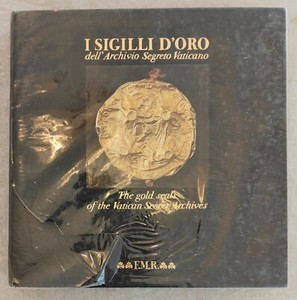 I SIGILLI D'ORO
dell'Archivio Segreto Vaticano
The gold seals
of the Vatican Secret Archives
F.M.R.